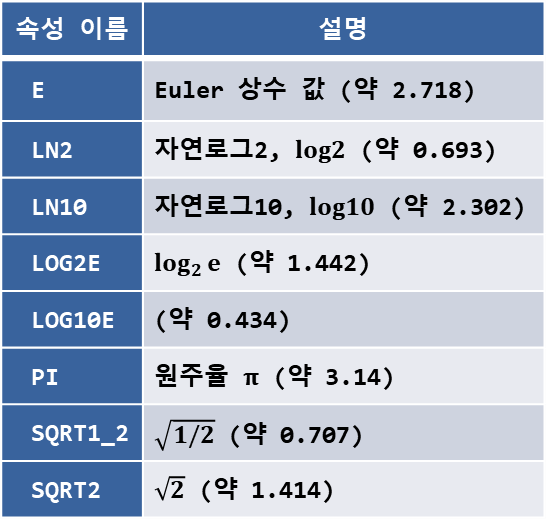 속성 이름 설명
E Euler 상수 값 (약 2.718)
LN2 자연로그2, log2 (약 0.693)
LN10 자연로그10, log10 (약 2.302)
LOG2E log₂ e (약 1.442)
LOG10E (약 0.434)
PI 원주율 π (약 3.14)
SQRT1_2 √1/2 (약 0.707)
SQRT2 √2 (약 1.414)